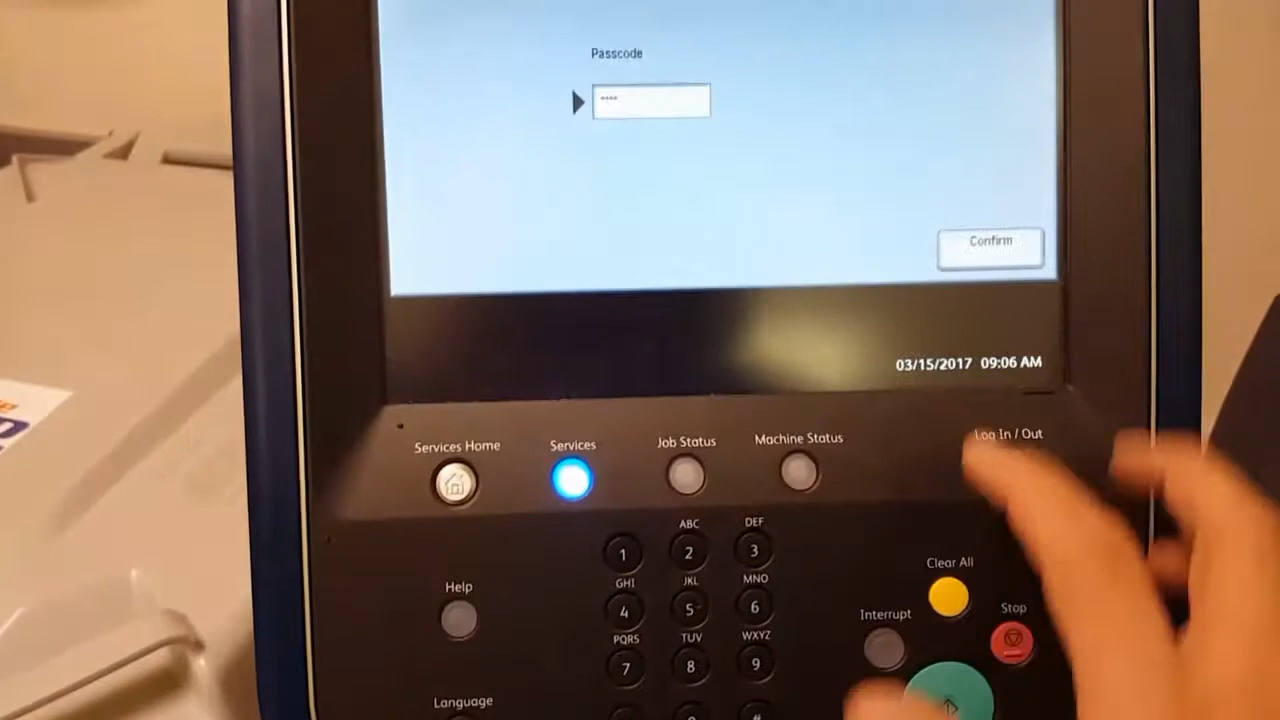 Passcode
****
Confirm
03/15/2017 09:06 AM
Services Home
Services
Job Status
Machine Status
Log In / Out
ABC
DEF
1
2
3
Clear All
Help
GHI
JKL
MNO
4
5
6
Interrupt
Stop
PQRS
TUV
WXYZ
7
8
9
Language